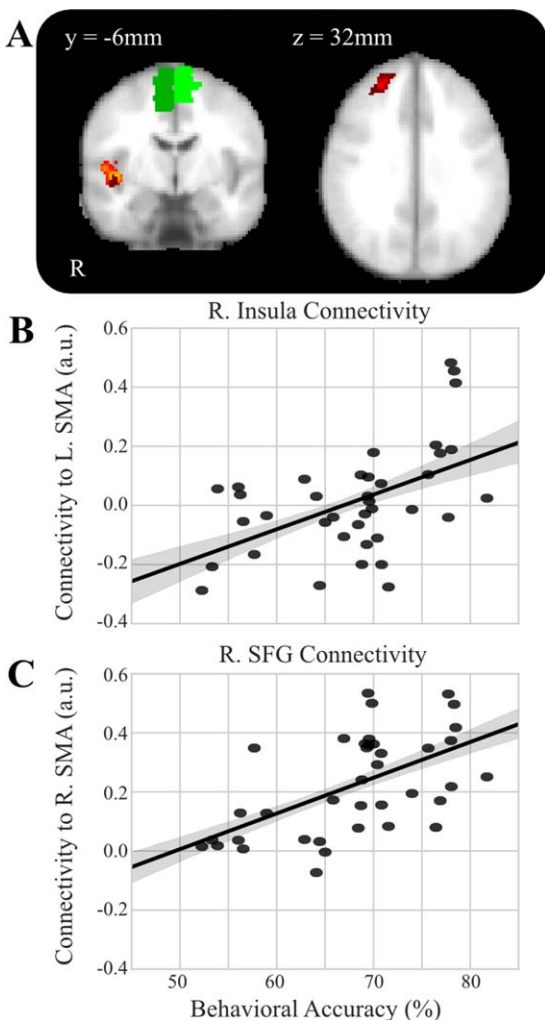 A
y = -6mm
z = 32mm
R
B
R. Insula Connectivity
Connectivity to L. SMA (a.u.)
0.6
0.4
0.2
0.0
-0.2
-0.4
C
R. SFG Connectivity
Connectivity to R. SMA (a.u.)
0.6
0.4
0.2
0.0
-0.2
-0.4
50 60 70 80
Behavioral Accuracy (%)